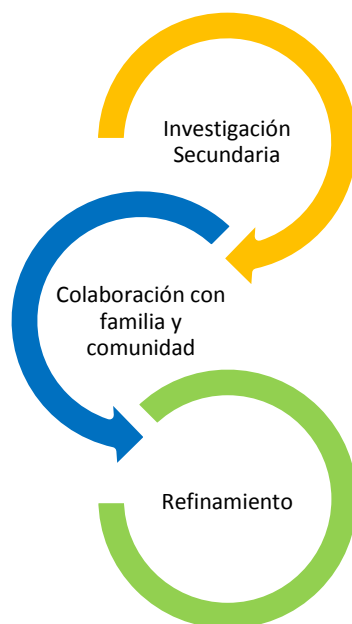 Investigación
Secundaria
Colaboración con
familia y
comunidad
Refinamiento